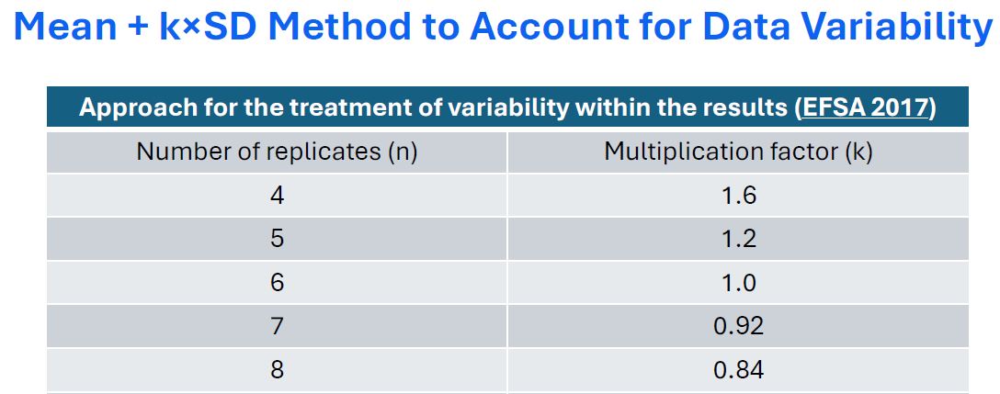 Mean + k×SD Method to Account for Data Variability
Approach for the treatment of variability within the results (EFSA 2017)
Number of replicates (n) Multiplication factor (k)
4 1.6
5 1.2
6 1.0
7 0.92
8 0.84